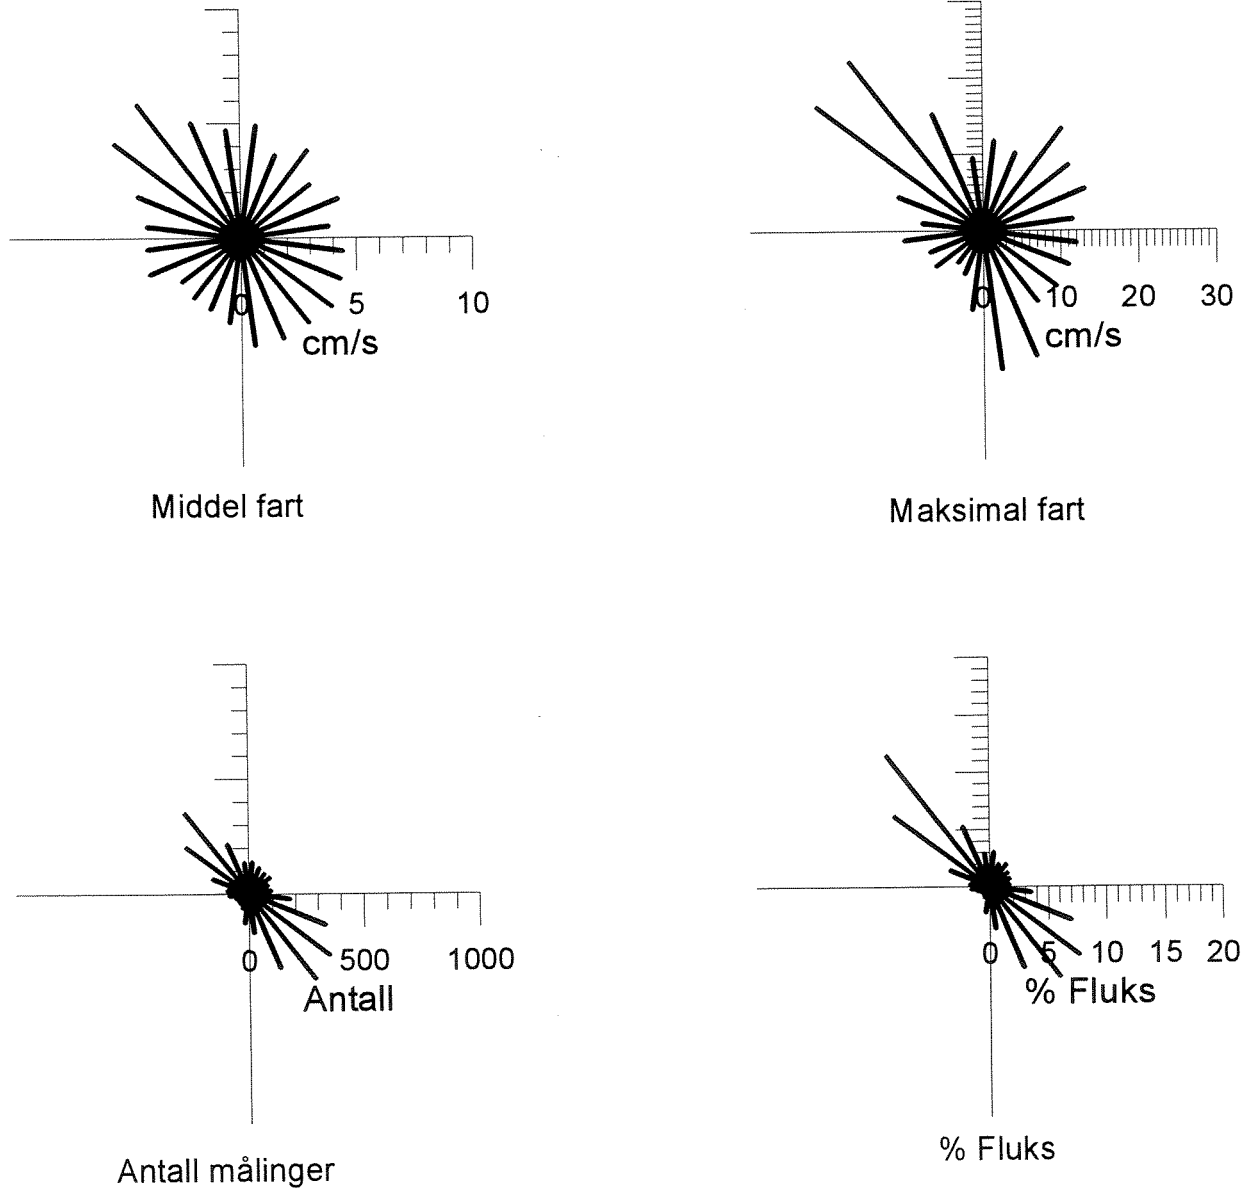 0 5 10
cm/s
Middel fart
0 10 20 30
cm/s
Maksimal fart
0 500 1000
Antall
Antall målinger
0 5 10 15 20
% Fluks
% Fluks